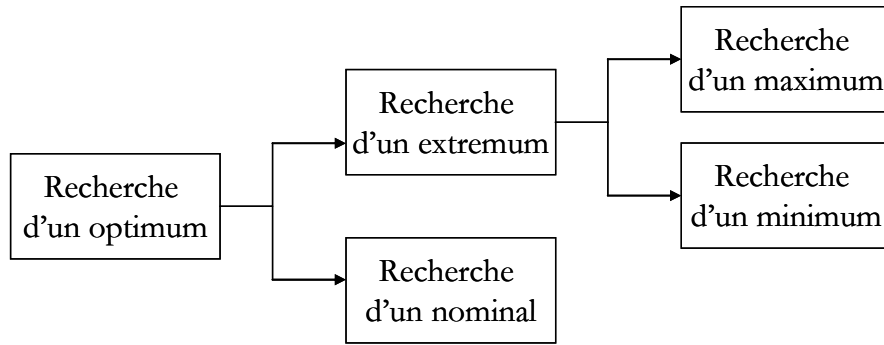 Recherche
d'un optimum
Recherche
d'un extremum
Recherche
d'un nominal
Recherche
d'un maximum
Recherche
d'un minimum